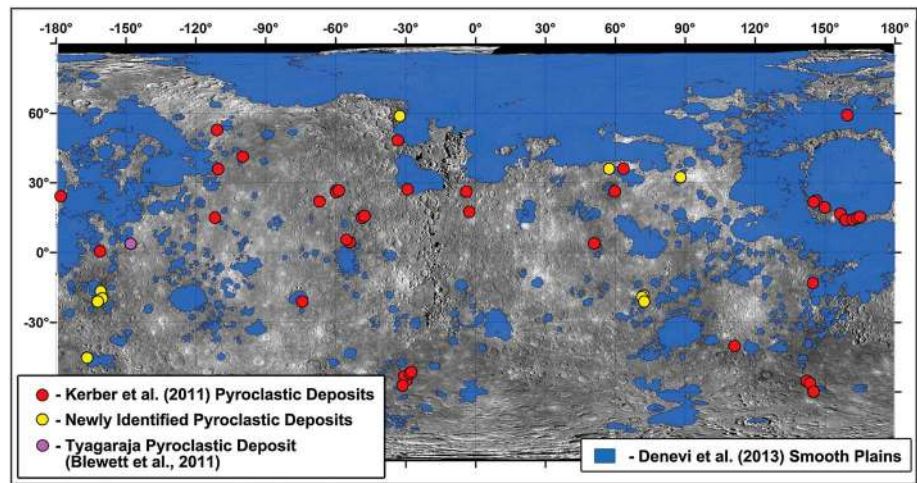 -180° -150° -120° -90° -60° -30° 0° 30° 60° 90° 120° 150° 180°
60°
30°
0°
-30°
- Kerber et al. (2011) Pyroclastic Deposits
- Newly Identified Pyroclastic Deposits
- Tyagaraja Pyroclastic Deposit
(Blewett et al., 2011)
- Denevi et al. (2013) Smooth Plains